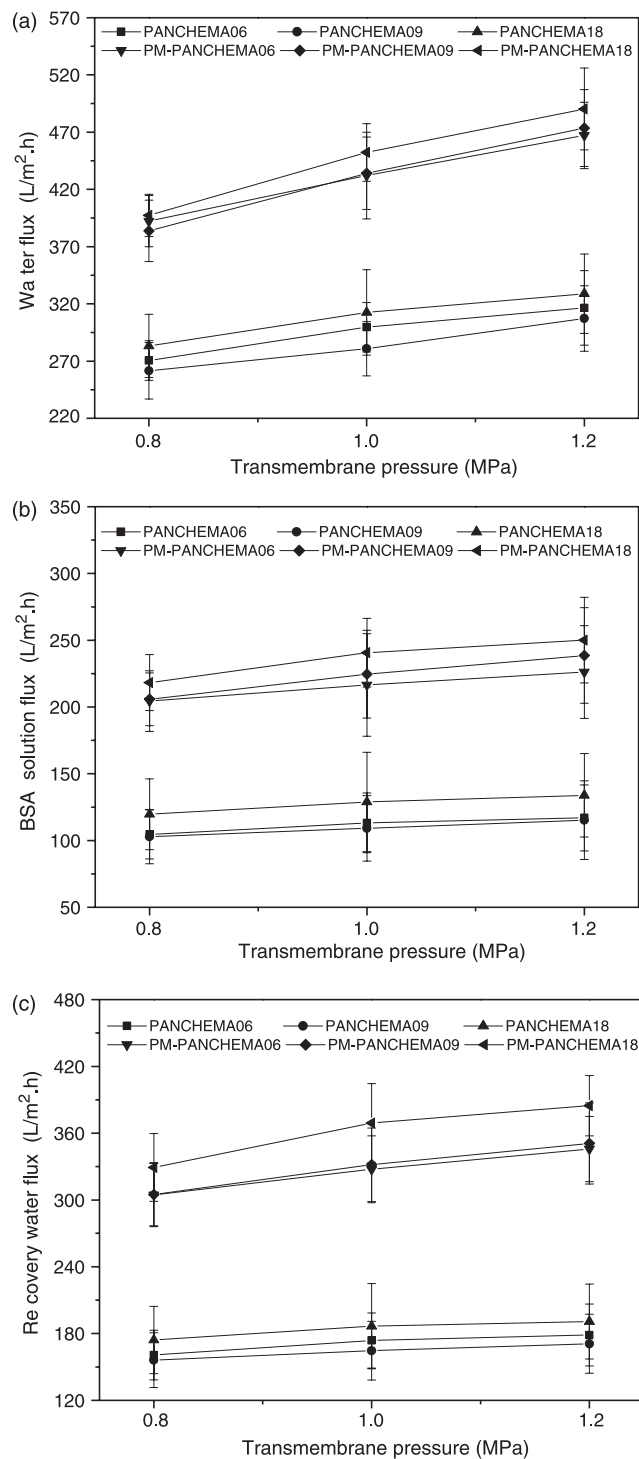 (a)
570
520
470
420
370
320
270
220
PANCHEMA06 PANCHEMA09 PANCHEMA18
PM-PANCHEMA06 PM-PANCHEMA09 PM-PANCHEMA18
Wa ter flux (L/m².h)
0.8 1.0 1.2
Transmembrane pressure (MPa)
(b)
350
300
250
200
150
100
50
PANCHEMA06 PANCHEMA09 PANCHEMA18
PM-PANCHEMA06 PM-PANCHEMA09 PM-PANCHEMA18
BSA solution flux (L/m².h)
0.8 1.0 1.2
Transmembrane pressure (MPa)
(c)
480
420
360
300
240
180
120
PANCHEMA06 PANCHEMA09 PANCHEMA18
PM-PANCHEMA06 PM-PANCHEMA09 PM-PANCHEMA18
Re covery water flux (L/m².h)
0.8 1.0 1.2
Transmembrane pressure (MPa)